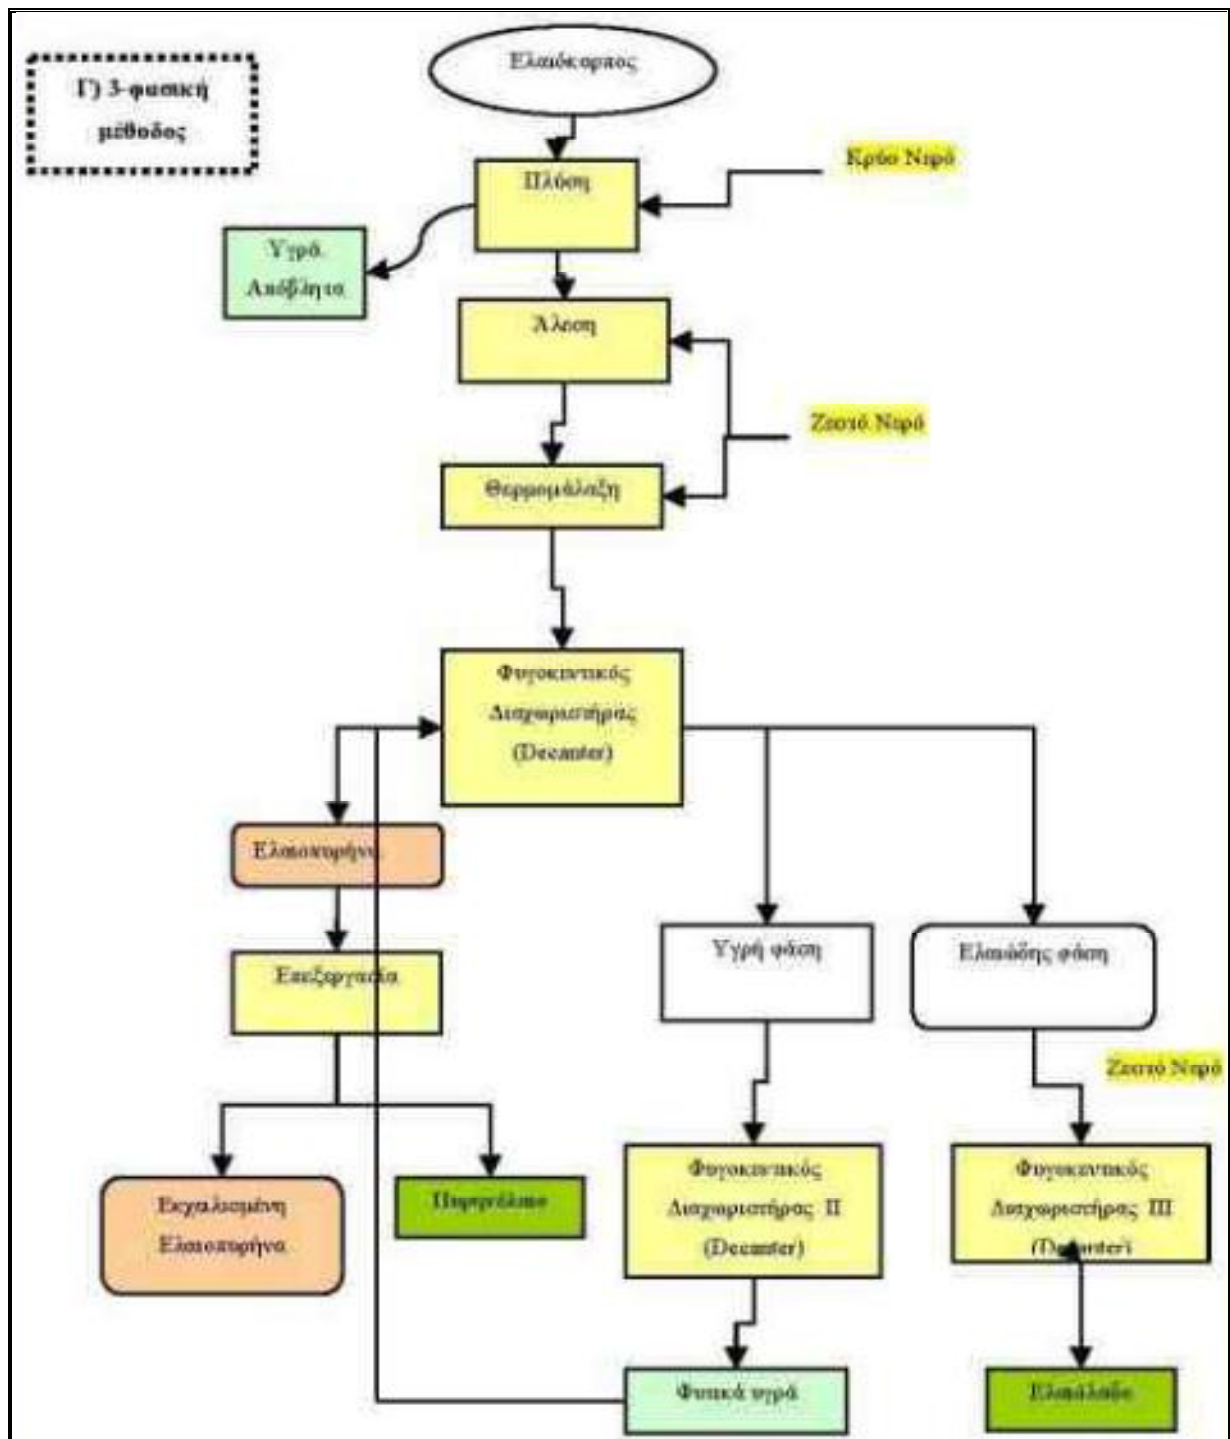 Γ) 3-φασική
μέθοδος
Ελαιόκαρπος
Κρύο Νερό
Πλύση
Υγρά
Απόβλητα
Άλεση
Ζεστό Νερό
Θερμομάλαξη
Φυγοκεντικός
Διαχωριστήρας
(Decanter)
Ελαιοπυρήνα
Επεξεργασία
Υγρή φάση
Ελαιώδης φάση
Ζεστό Νερό
Εκχυλισμένη
Ελαιοπυρήνα
Πυρηνέλαιο
Φυγοκεντικός
Διαχωριστήρας II
(Decanter)
Φυγοκεντικός
Διαχωριστήρας III
(Decanter)
Φυτικά υγρά
Ελαιόλαδο